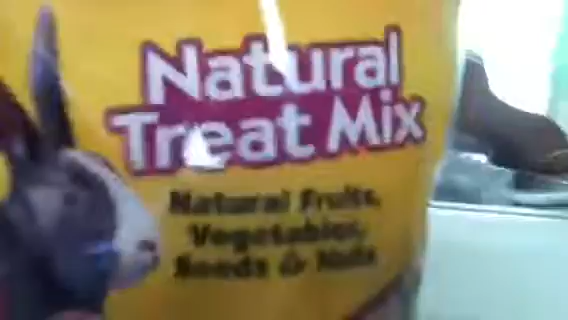 Natural
Treat Mix
Natural Fruits,
Vegetables,
Seeds & Nuts